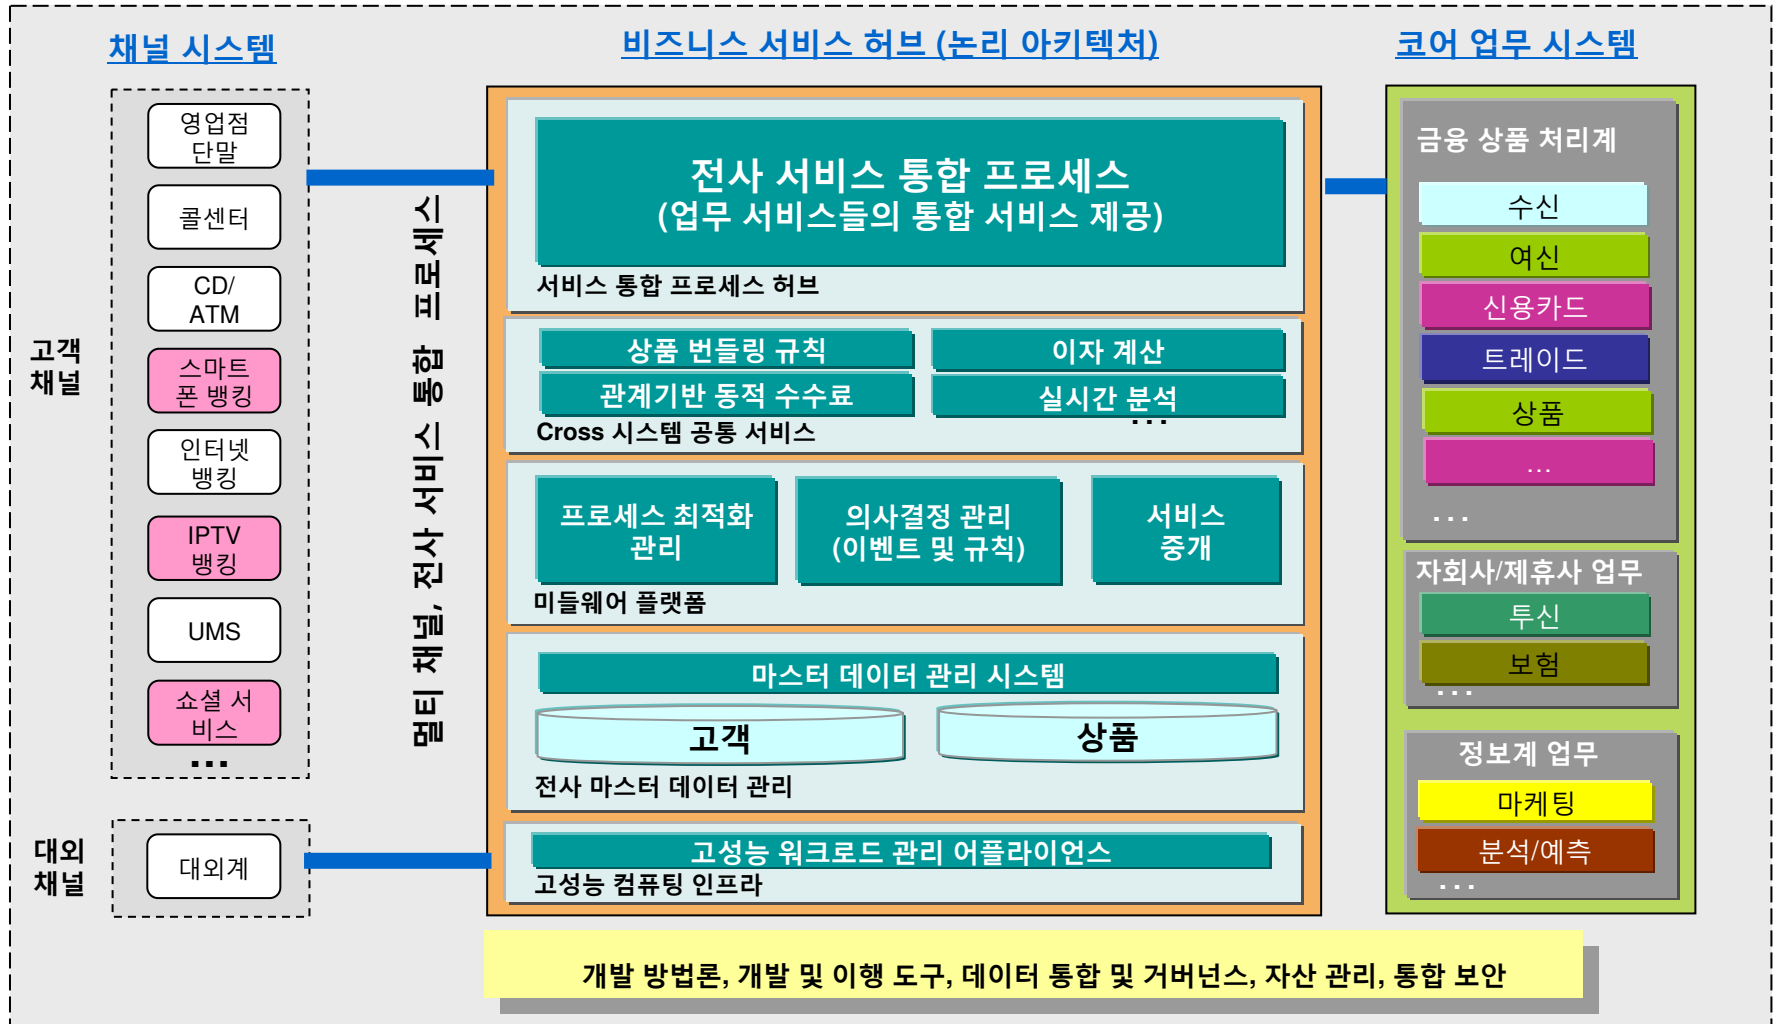 채널 시스템
비즈니스 서비스 허브 (논리 아키텍처)
코어 업무 시스템
고객
채널
영업점
단말
콜센터
CD/
ATM
스마트
폰 뱅킹
인터넷
뱅킹
IPTV
뱅킹
UMS
쇼셜 서
비스
...
대외
채널
대외계
멀티 채널, 전사 서비스 통합 프로세스
전사 서비스 통합 프로세스
(업무 서비스들의 통합 서비스 제공)
서비스 통합 프로세스 허브
상품 번들링 규칙
이자 계산
관계기반 동적 수수료
실시간 분석
...
Cross 시스템 공통 서비스
프로세스 최적화
관리
의사결정 관리
(이벤트 및 규칙)
서비스
중개
미들웨어 플랫폼
마스터 데이터 관리 시스템
고객
상품
전사 마스터 데이터 관리
고성능 워크로드 관리 어플라이언스
고성능 컴퓨팅 인프라
금융 상품 처리계
수신
여신
신용카드
트레이드
상품
...
...
자회사/제휴사 업무
투신
보험
...
정보계 업무
마케팅
분석/예측
...
개발 방법론, 개발 및 이행 도구, 데이터 통합 및 거버넌스, 자산 관리, 통합 보안